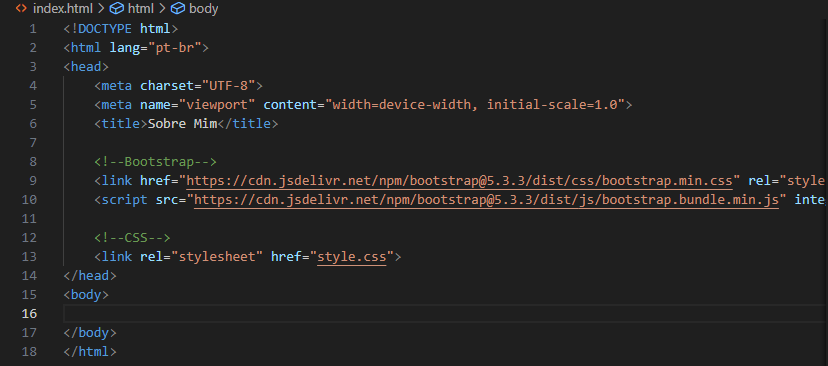 index.html > html > body
1 <!DOCTYPE html>
2 <html lang="pt-br">
3 <head>
4 <meta charset="UTF-8">
5 <meta name="viewport" content="width=device-width, initial-scale=1.0">
6 <title>Sobre Mim</title>
7
8 <!--Bootstrap-->
9 <link href="https://cdn.jsdelivr.net/npm/bootstrap@5.3.3/dist/css/bootstrap.min.css" rel="style
10 <script src="https://cdn.jsdelivr.net/npm/bootstrap@5.3.3/dist/js/bootstrap.bundle.min.js" inte
11
12 <!--CSS-->
13 <link rel="stylesheet" href="style.css">
14 </head>
15 <body>
16
17 </body>
18 </html>